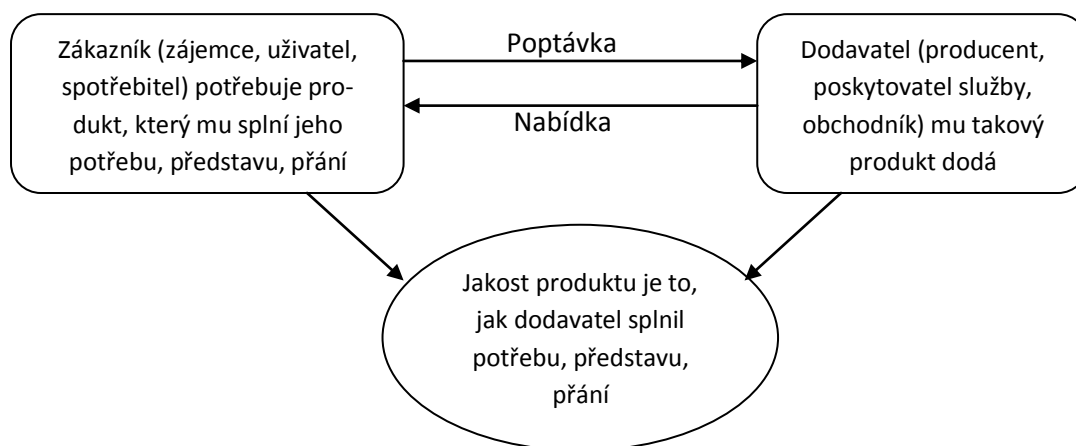 Zákazník (zájemce, uživatel,
spotřebitel) potřebuje pro-
dukt, který mu splní jeho
potřebu, představu, přání
Poptávka
Nabídka
Dodavatel (producent,
poskytovatel služby,
obchodník) mu takový
produkt dodá
Jakost produktu je to,
jak dodavatel splnil
potřebu, představu,
přání